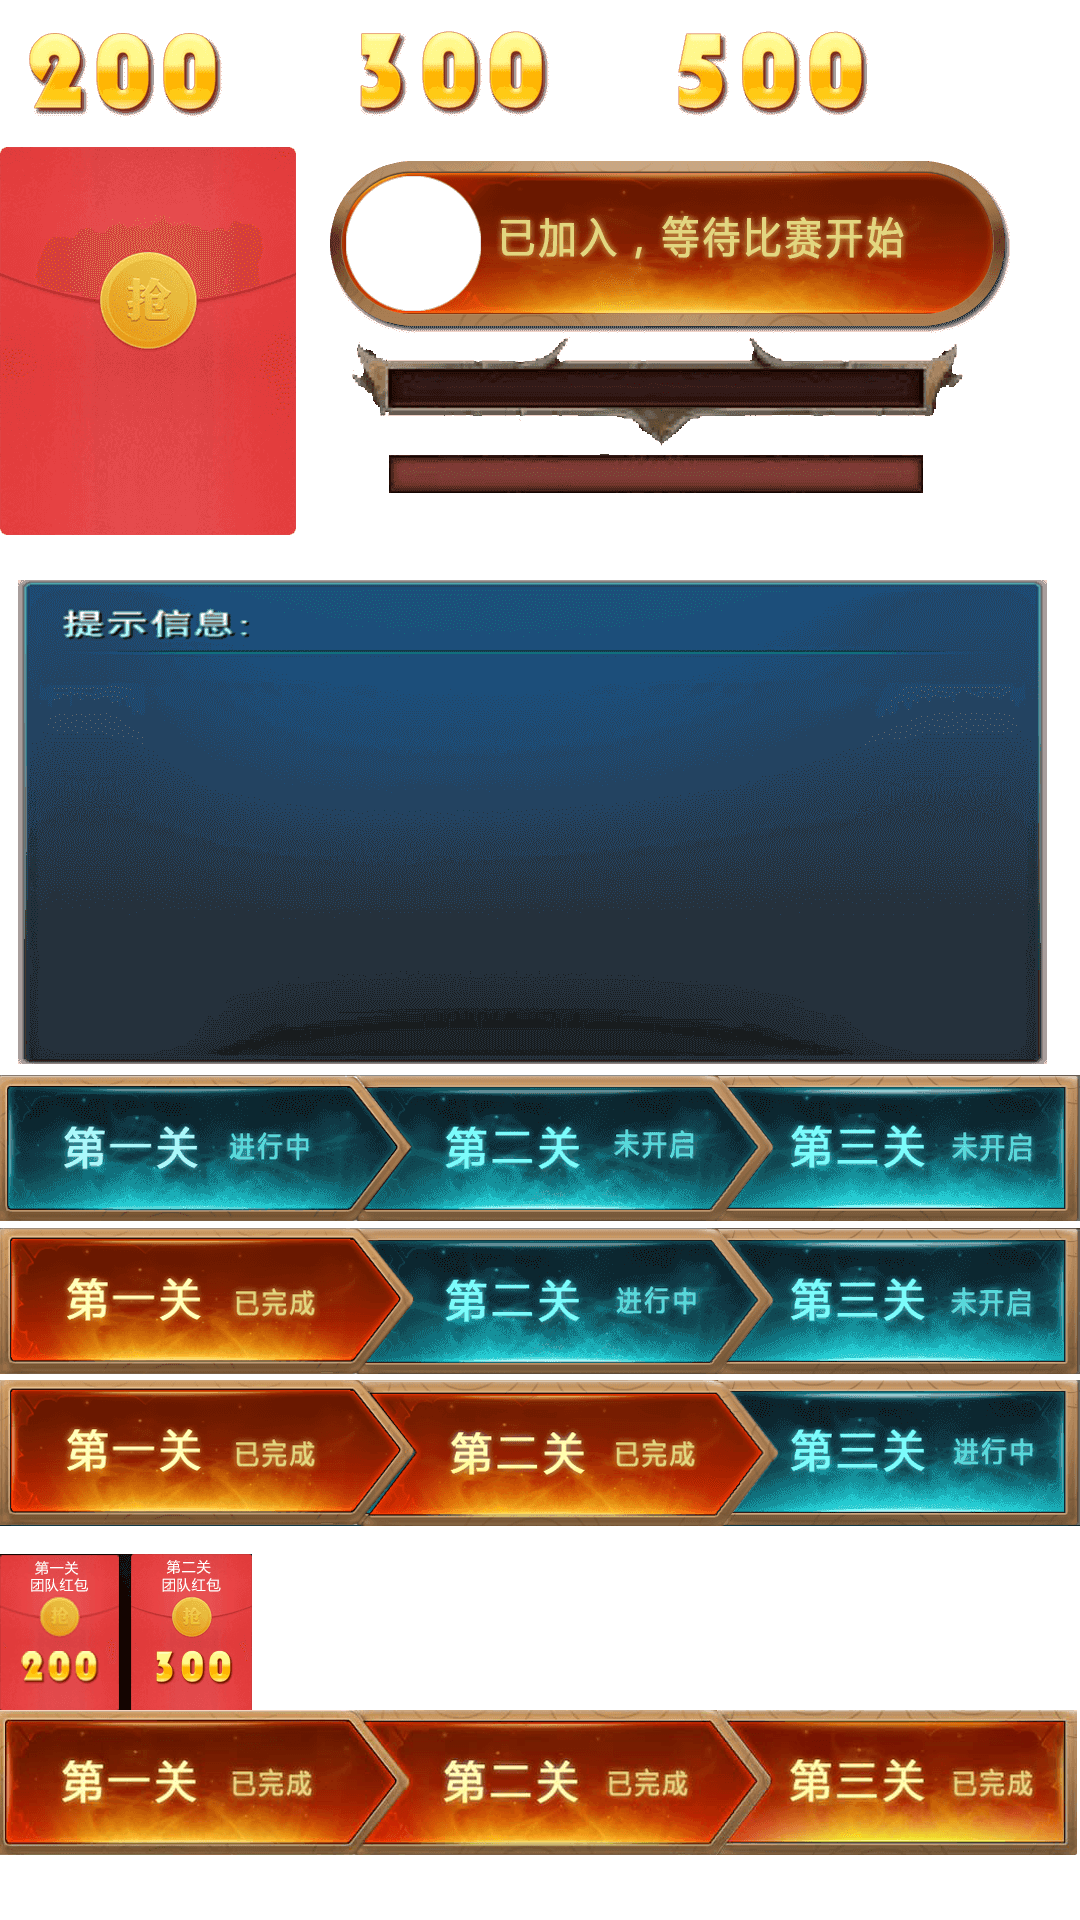 200 300 500
抢
已加入，等待比赛开始
提示信息:
第一关 进行中 第二关 未开启 第三关 未开启
第一关 已完成 第二关 进行中 第三关 未开启
第一关 已完成 第二关 已完成 第三关 进行中
第一关
团队红包
抢
200
第二关
团队红包
抢
300
第一关 已完成 第二关 已完成 第三关 已完成